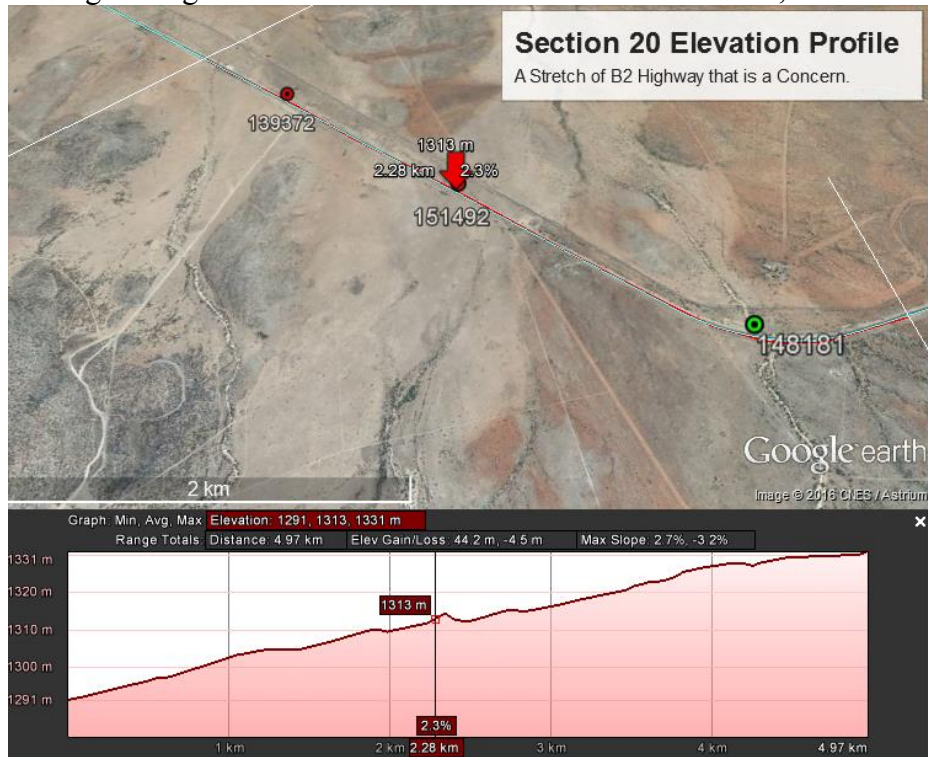 Section 20 Elevation Profile
A Stretch of B2 Highway that is a Concern.
139372
1313 m
2.28 km 2.3%
151492
148181
Google earth
2 km
Image © 2016 CNES / Astrium
Graph: Min, Avg, Max Elevation: 1291, 1313, 1331 m
Range Totals: Distance: 4.97 km Elev Gain/Loss: 44.2 m, -4.5 m Max Slope: 2.7%, -3.2%
1331 m
1320 m
1313 m
1310 m
1300 m
1291 m
2.3%
1 km 2 km 2.28 km 3 km 4 km 4.97 km